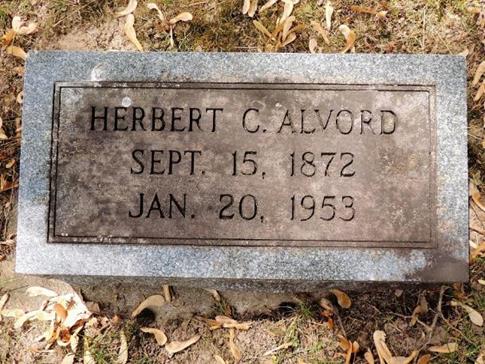 HERBERT C. ALVORD
SEPT. 15, 1872
JAN. 20, 1953